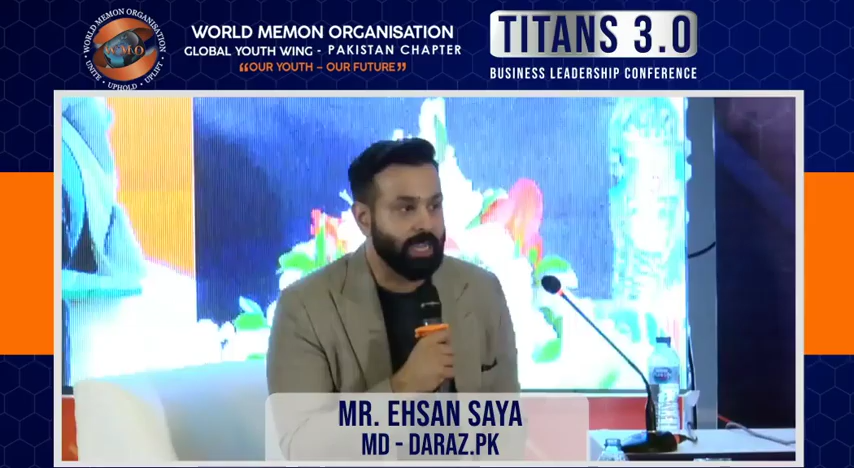 WORLD MEMON ORGANISATION
WMO
UNITE • UPHOLD • UPLIFT
WORLD MEMON ORGANISATION
GLOBAL YOUTH WING - PAKISTAN CHAPTER
“OUR YOUTH – OUR FUTURE”
TITANS 3.0
BUSINESS LEADERSHIP CONFERENCE
MR. EHSAN SAYA
MD - DARAZ.PK